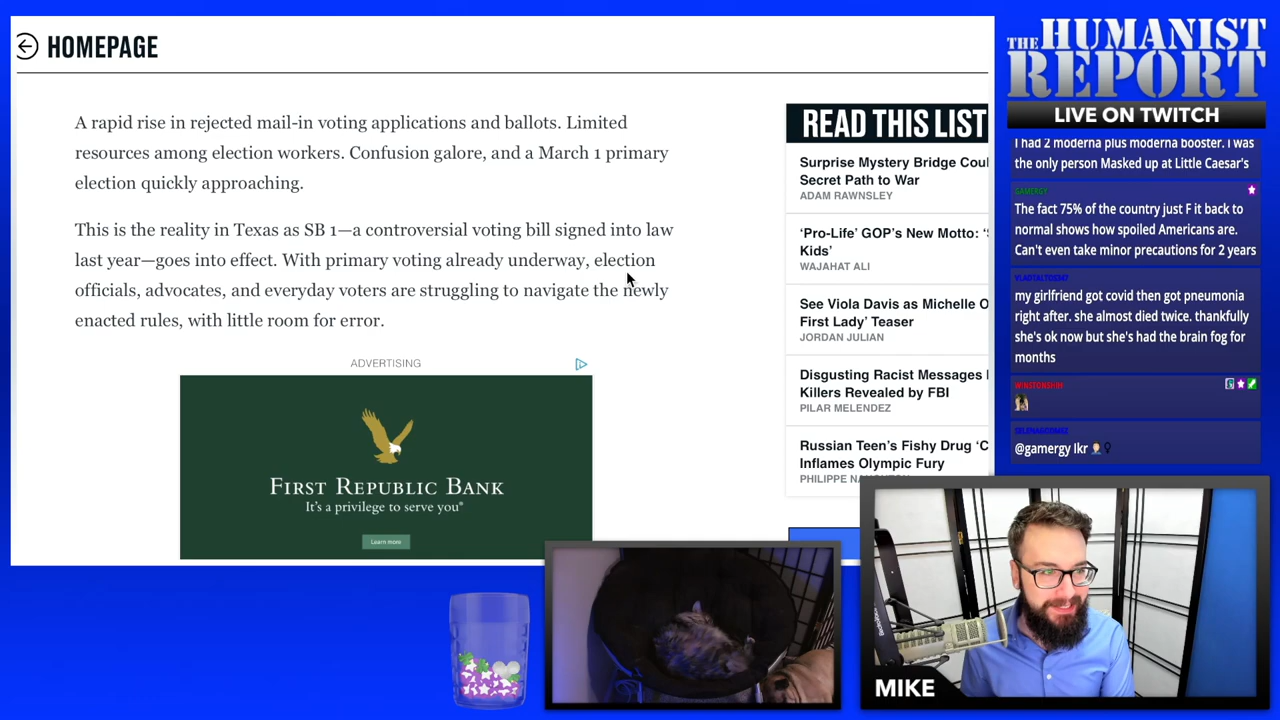 HOMEPAGE
A rapid rise in rejected mail-in voting applications and ballots. Limited
resources among election workers. Confusion galore, and a March 1 primary
election quickly approaching.
This is the reality in Texas as SB 1—a controversial voting bill signed into law
last year—goes into effect. With primary voting already underway, election
officials, advocates, and everyday voters are struggling to navigate the newly
enacted rules, with little room for error.
ADVERTISING
FIRST REPUBLIC BANK
It's a privilege to serve you®
Learn more
READ THIS LIST
Surprise Mystery Bridge Coul
Secret Path to War
ADAM RAWNSLEY
'Pro-Life' GOP's New Motto: 'S
Kids'
WAJAHAT ALI
See Viola Davis as Michelle O
First Lady' Teaser
JORDAN JULIAN
Disgusting Racist Messages
Killers Revealed by FBI
PILAR MELENDEZ
Russian Teen's Fishy Drug 'C
Inflames Olympic Fury
PHILIPPE
THE HUMANIST
REPORT
LIVE ON TWITCH
I had 2 moderna plus moderna booster. I was
the only person Masked up at Little Caesar's
GAMERGY
The fact 75% of the country just F it back to
normal shows how spoiled Americans are.
Can't even take minor precautions for 2 years
my girlfriend got covid then got pneumonia
right after. she almost died twice. thankfully
she's ok now but she's had the brain fog for
months
@gamergy Ikr
MIKE